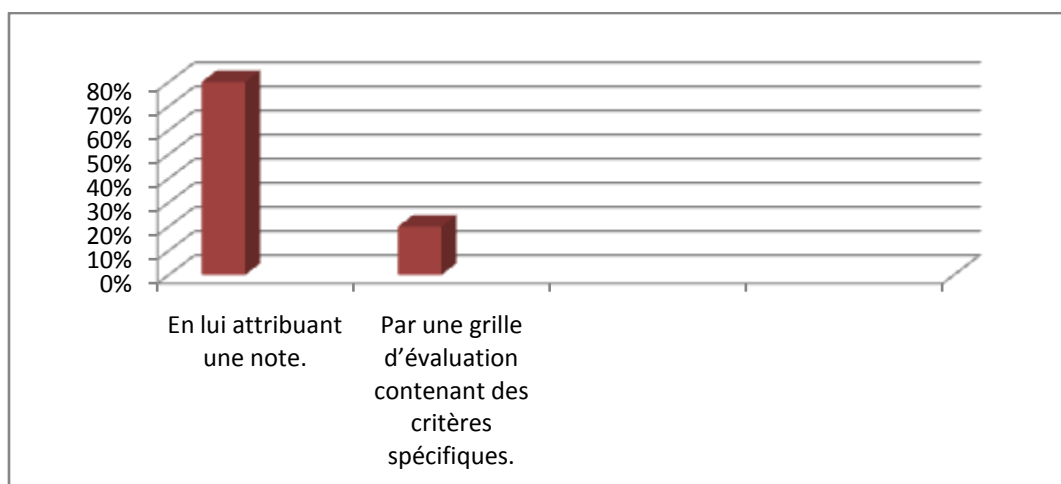 80%
70%
60%
50%
40%
30%
20%
10%
0%
En lui attribuant
une note.
Par une grille
d’évaluation
contenant des
critères
spécifiques.